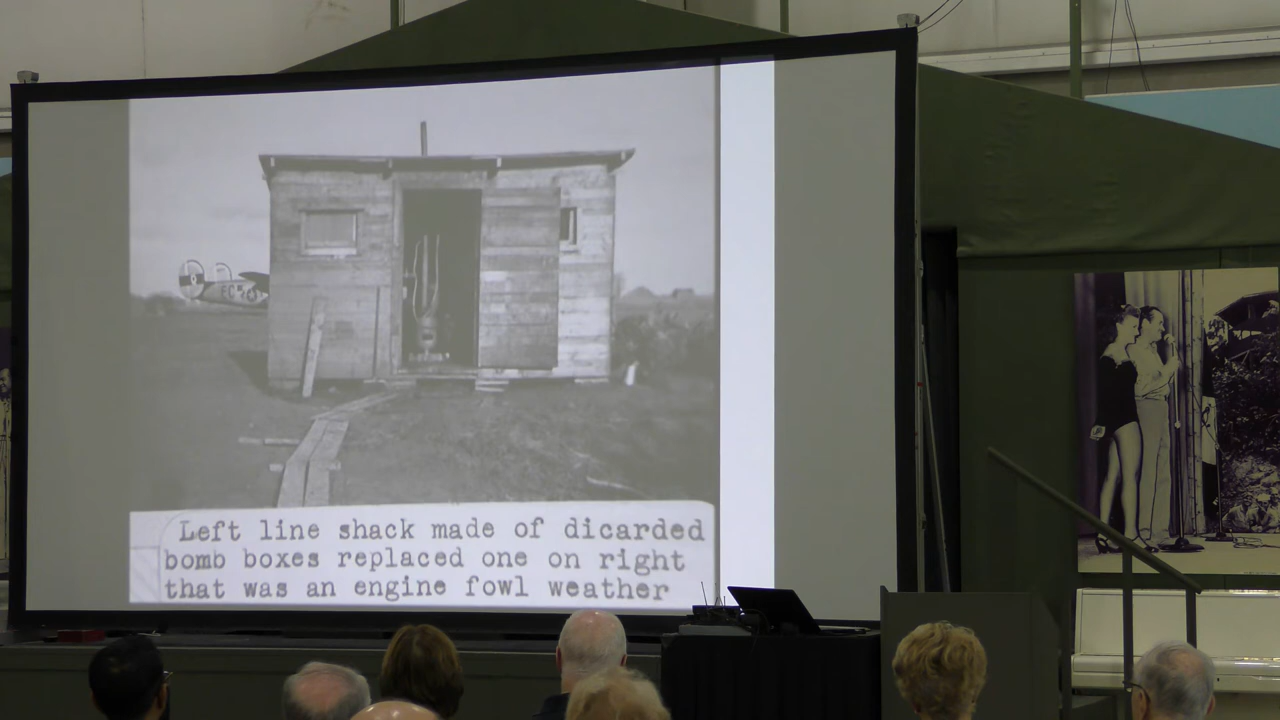 Left line shack made of dicarded
bomb boxes replaced one on right
that was an engine fowl weather